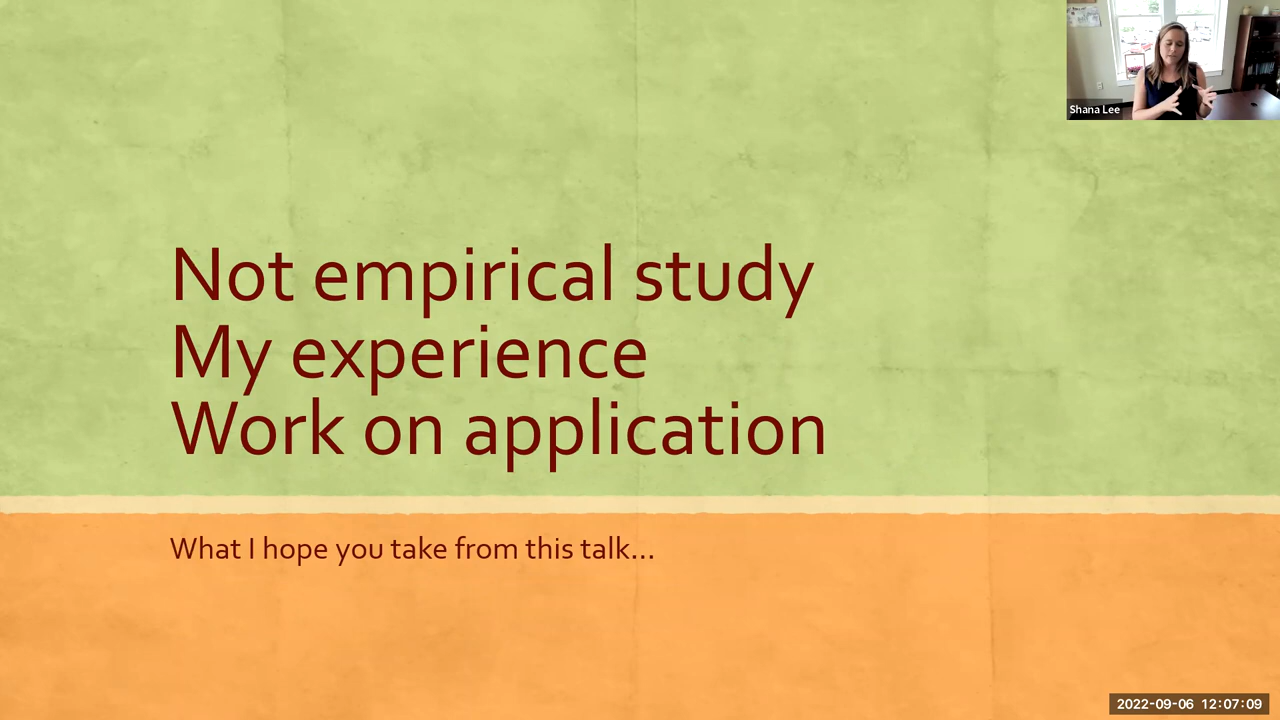 Shana Lee
Not empirical study
My experience
Work on application
What I hope you take from this talk...
2022-09-06 12:07:09